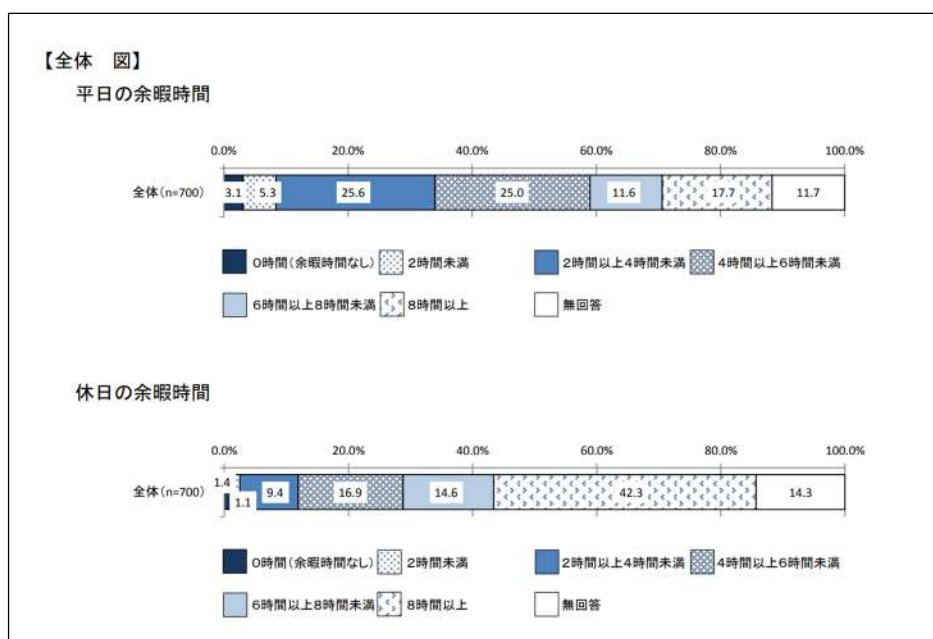 【全体　図】
平日の余暇時間
0.0% 20.0% 40.0% 60.0% 80.0% 100.0%
全体(n=700) 3.1 5.3 25.6 25.0 11.6 17.7 11.7
0時間(余暇時間なし) 2時間未満 2時間以上4時間未満 4時間以上6時間未満
6時間以上8時間未満 8時間以上 無回答
休日の余暇時間
0.0% 20.0% 40.0% 60.0% 80.0% 100.0%
全体(n=700) 1.4 1.1 9.4 16.9 14.6 42.3 14.3
0時間(余暇時間なし) 2時間未満 2時間以上4時間未満 4時間以上6時間未満
6時間以上8時間未満 8時間以上 無回答